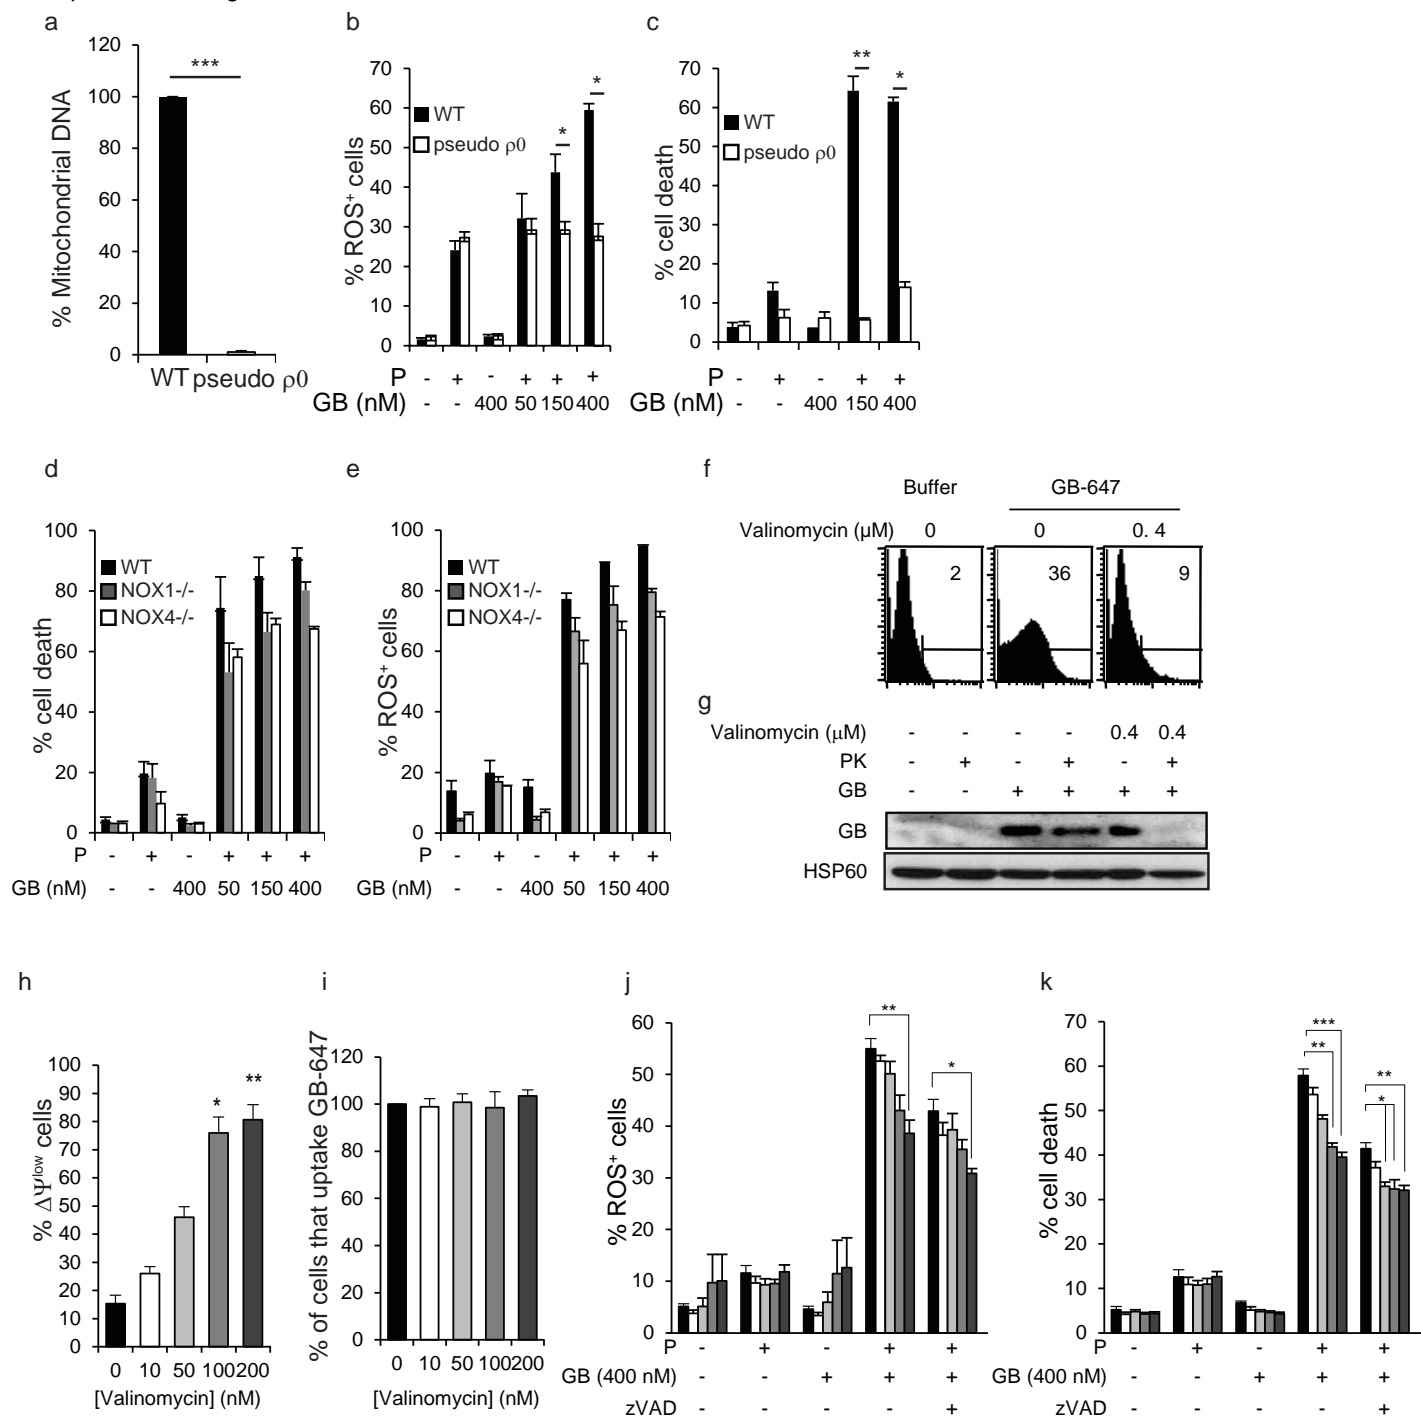 a
120
100
80
60
40
20
0
% Mitochondrial DNA
***
WT pseudo ρ0
b
70
60
50
40
30
20
10
0
% ROS+ cells
WT
pseudo ρ0
*
*
P - + - + + +
GB (nM) - - 400 50 150 400
c
70
60
50
40
30
20
10
0
% cell death
WT
pseudo ρ0
**
*
P - + - + +
GB (nM) - - 400 150 400
d
100
80
60
40
20
0
% cell death
WT
NOX1-/-
NOX4-/-
P - + - + + +
GB (nM) - - 400 50 150 400
e
100
80
60
40
20
0
% ROS+ cells
WT
NOX1-/-
NOX4-/-
P - + - + + +
GB (nM) - - 400 50 150 400
f
Buffer GB-647
Valinomycin (μM) 0 0 0. 4
2 36 9
g
Valinomycin (μM) - - - - 0.4 0.4
PK - + - + - +
GB - - + + + +
GB
HSP60
h
100
90
80
70
60
50
40
30
20
10
0
% ΔΨlow cells
*
**
0 10 50 100 200
[Valinomycin] (nM)
i
120
100
80
60
40
20
0
% of cells that uptake GB-647
0 10 50 100 200
[Valinomycin] (nM)
j
60
50
40
30
20
10
0
% ROS+ cells
**
*
P - + - + +
GB (400 nM) - - + + +
zVAD - - - - +
k
70
60
50
40
30
20
10
0
% cell death
***
**
**
*
P - + - + +
GB (400 nM) - - + + +
zVAD - - - - +